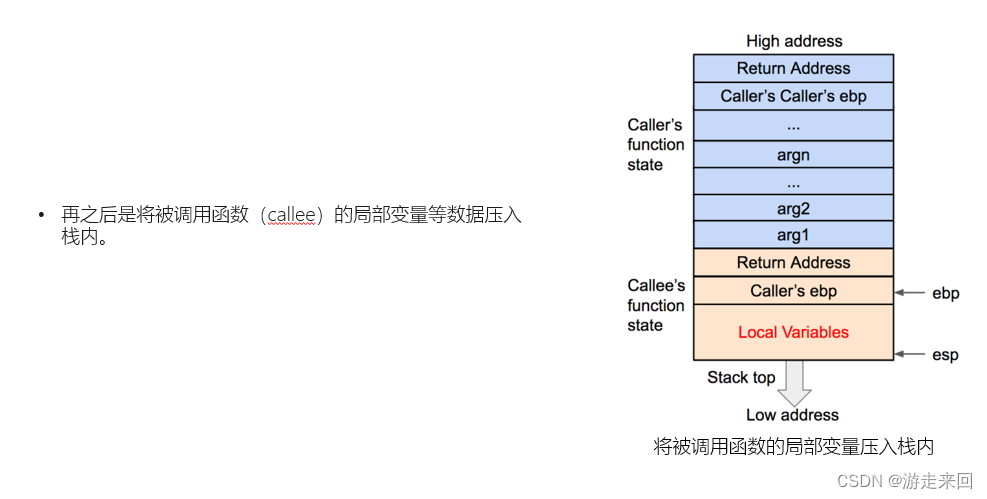 • 再之后是将被调用函数（callee）的局部变量等数据压入
栈内。
High address
Return Address
Caller’s Caller’s ebp
...
argn
...
arg2
arg1
Caller’s
function
state
Return Address
Caller’s ebp
Local Variables
Callee’s
function
state
ebp
esp
Stack top
Low address
将被调用函数的局部变量压入栈内
CSDN @游走来回